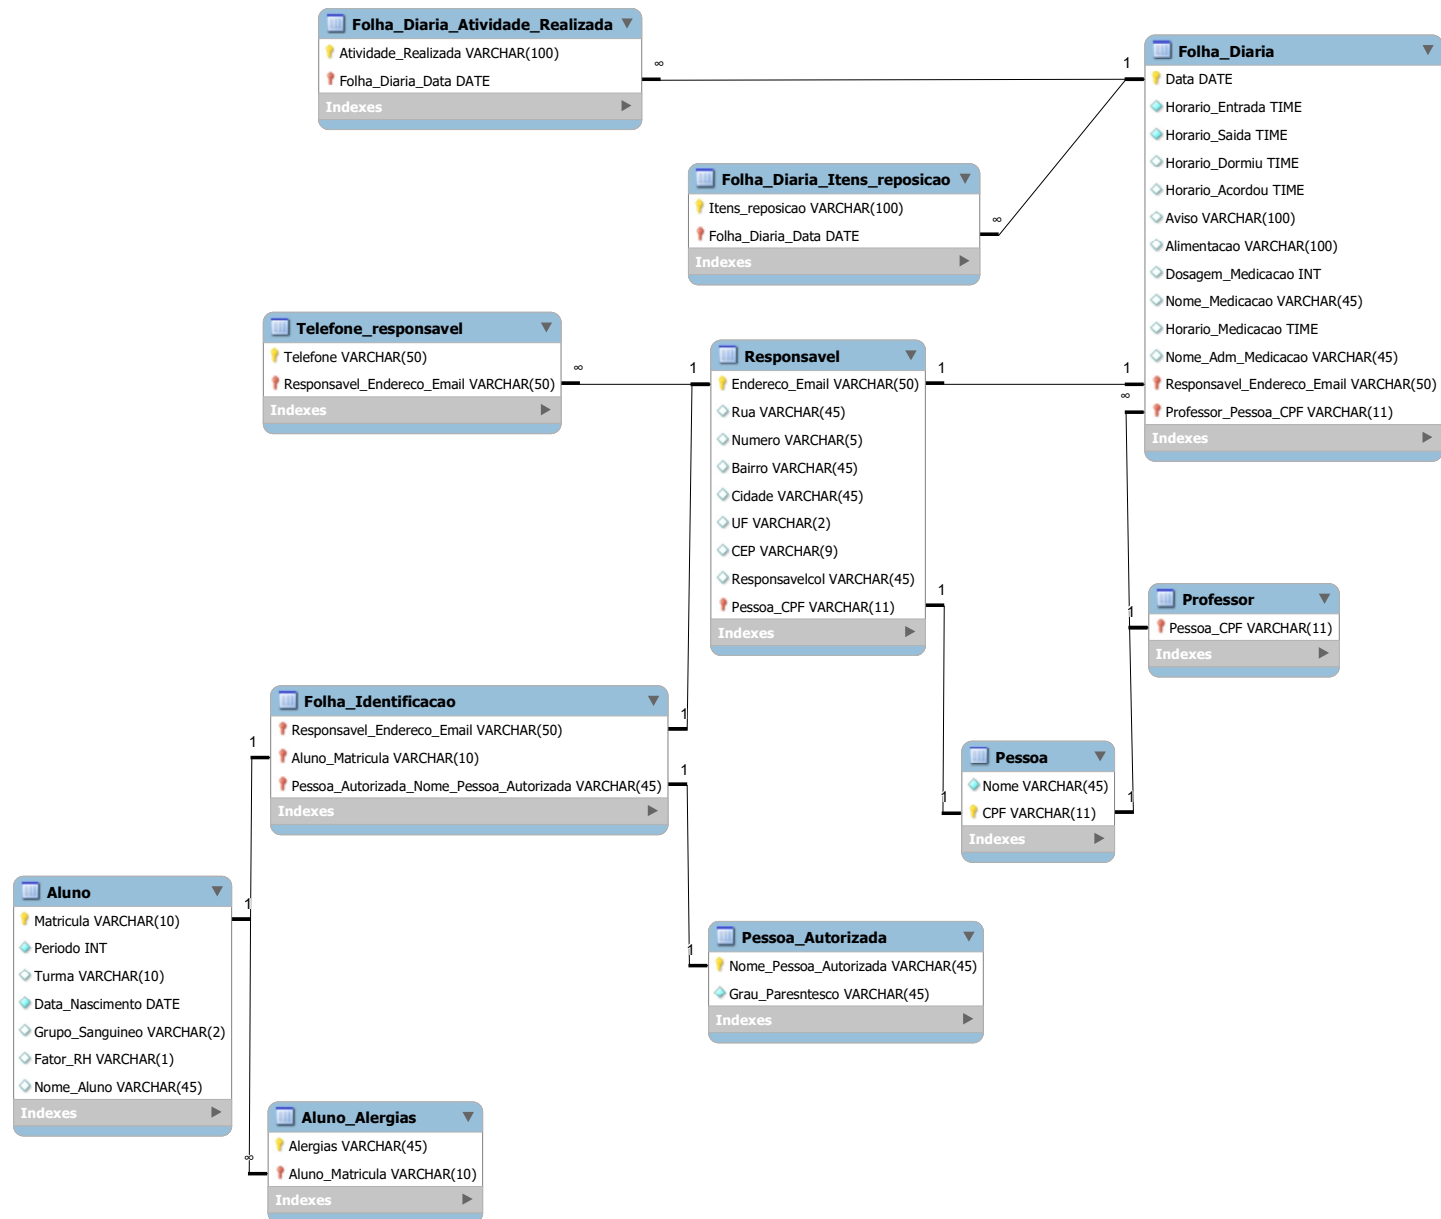 Folha_Diaria_Atividade_Realizada
Atividade_Realizada VARCHAR(100)
Folha_Diaria_Data DATE
Indexes
∞
1
Folha_Diaria
Data DATE
Horario_Entrada TIME
Horario_Saida TIME
Horario_Dormiu TIME
Horario_Acordou TIME
Aviso VARCHAR(100)
Alimentacao VARCHAR(100)
Dosagem_Medicacao INT
Nome_Medicacao VARCHAR(45)
Horario_Medicacao TIME
Nome_Adm_Medicacao VARCHAR(45)
Responsavel_Endereco_Email VARCHAR(50)
Professor_Pessoa_CPF VARCHAR(11)
Indexes
Folha_Diaria_Itens_reposicao
Itens_reposicao VARCHAR(100)
Folha_Diaria_Data DATE
Indexes
∞
Telefone_responsavel
Telefone VARCHAR(50)
Responsavel_Endereco_Email VARCHAR(50)
Indexes
∞
1
Responsavel
Endereco_Email VARCHAR(50)
Rua VARCHAR(45)
Numero VARCHAR(5)
Bairro VARCHAR(45)
Cidade VARCHAR(45)
UF VARCHAR(2)
CEP VARCHAR(9)
Responsavelcol VARCHAR(45)
Pessoa_CPF VARCHAR(11)
Indexes
1
1
∞
1
1
Professor
Pessoa_CPF VARCHAR(11)
Indexes
Folha_Identificacao
Responsavel_Endereco_Email VARCHAR(50)
Aluno_Matricula VARCHAR(10)
Pessoa_Autorizada_Nome_Pessoa_Autorizada VARCHAR(45)
Indexes
1
1
1
Pessoa
Nome VARCHAR(45)
CPF VARCHAR(11)
Indexes
1
1
Aluno
Matricula VARCHAR(10)
Periodo INT
Turma VARCHAR(10)
Data_Nascimento DATE
Grupo_Sanguineo VARCHAR(2)
Fator_RH VARCHAR(1)
Nome_Aluno VARCHAR(45)
Indexes
1
Pessoa_Autorizada
Nome_Pessoa_Autorizada VARCHAR(45)
Grau_Paresntesco VARCHAR(45)
Indexes
1
Aluno_Alergias
Alergias VARCHAR(45)
Aluno_Matricula VARCHAR(10)
Indexes
∞